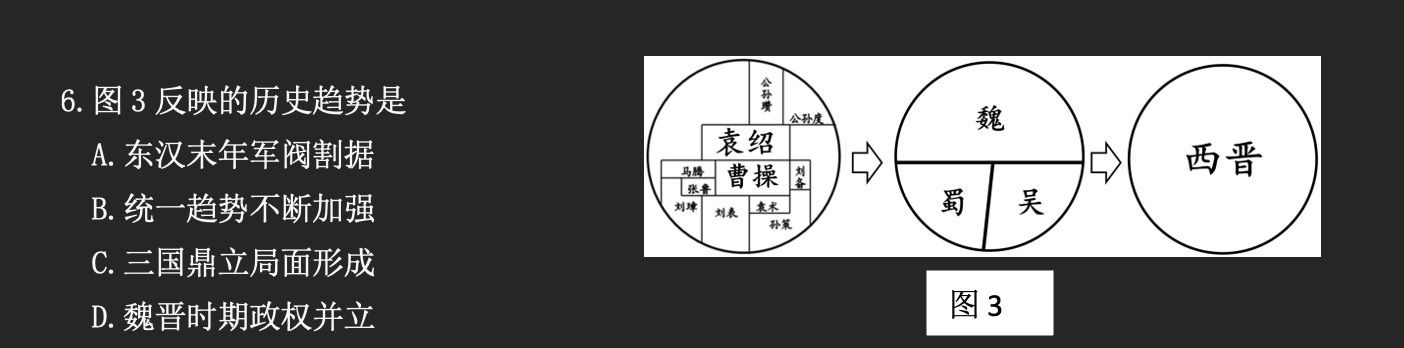 6. 图 3 反映的历史趋势是
A. 东汉末年军阀割据
B. 统一趋势不断加强
C. 三国鼎立局面形成
D. 魏晋时期政权并立
公孙瓒
公孙度
袁绍
马腾
曹操
刘备
张鲁
刘璋
刘表
袁术
孙策
魏
蜀
吴
西晋
图 3